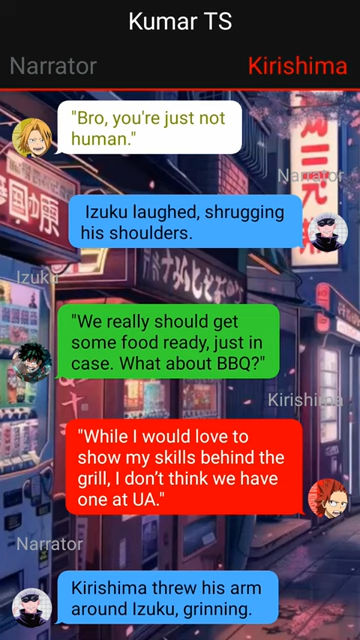 Kumar TS
Narrator
Kirishima
"Bro, you're just not
human."
Narrator
Izuku laughed, shrugging
his shoulders.
Izuku
"We really should get
some food ready, just in
case. What about BBQ?"
Kirishima
"While I would love to
show my skills behind the
grill, I don't think we have
one at UA."
Narrator
Kirishima threw his arm
around Izuku, grinning.